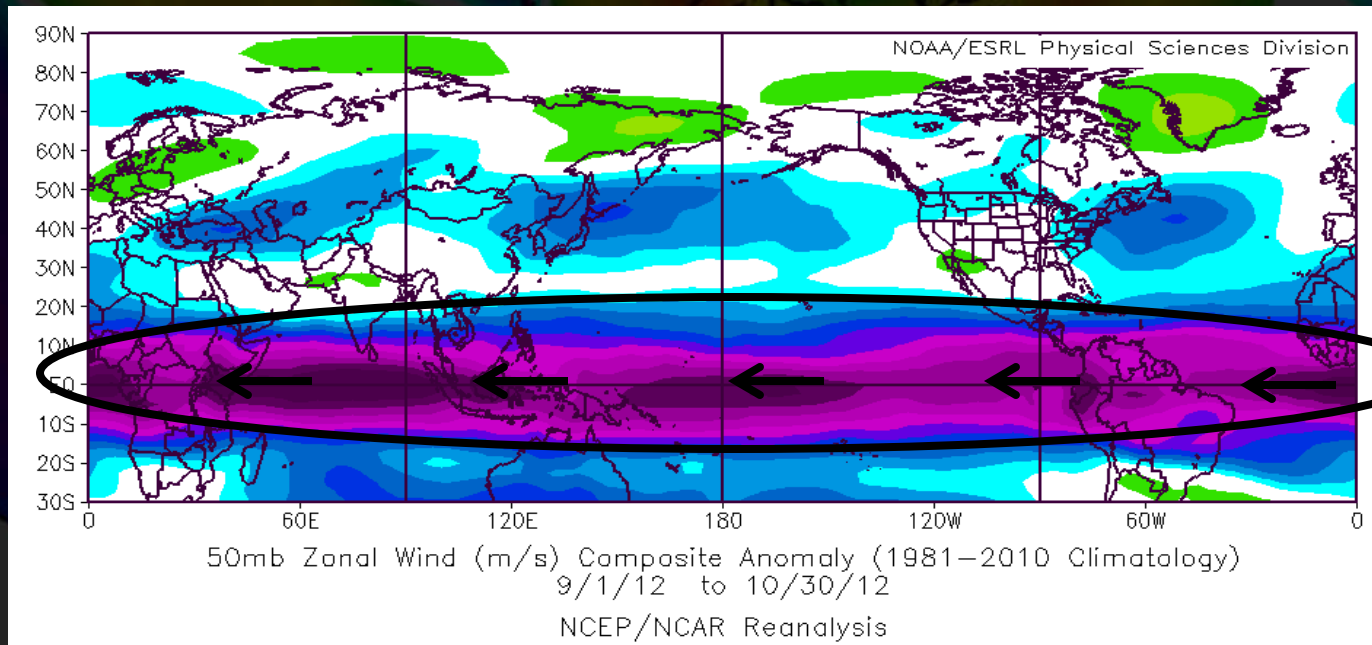 NOAA/ESRL Physical Sciences Division
90N
80N
70N
60N
50N
40N
30N
20N
10N
EQ
10S
20S
30S
0 60E 120E 180 120W 60W 0
50mb Zonal Wind (m/s) Composite Anomaly (1981−2010 Climatology)
9/1/12 to 10/30/12
NCEP/NCAR Reanalysis